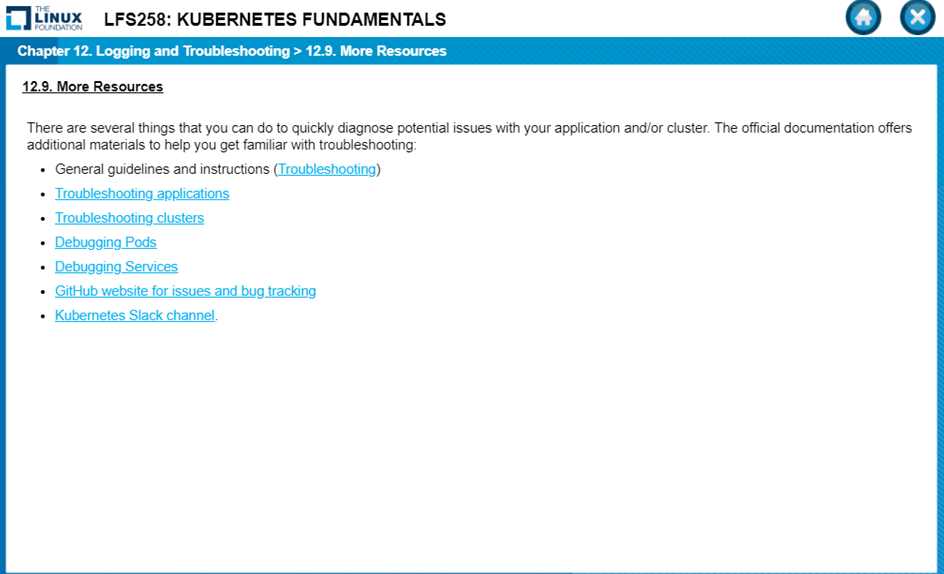 THE
LINUX
FOUNDATION
LFS258: KUBERNETES FUNDAMENTALS
Chapter 12. Logging and Troubleshooting > 12.9. More Resources
12.9. More Resources
There are several things that you can do to quickly diagnose potential issues with your application and/or cluster. The official documentation offers
additional materials to help you get familiar with troubleshooting:
• General guidelines and instructions (Troubleshooting)
• Troubleshooting applications
• Troubleshooting clusters
• Debugging Pods
• Debugging Services
• GitHub website for issues and bug tracking
• Kubernetes Slack channel.